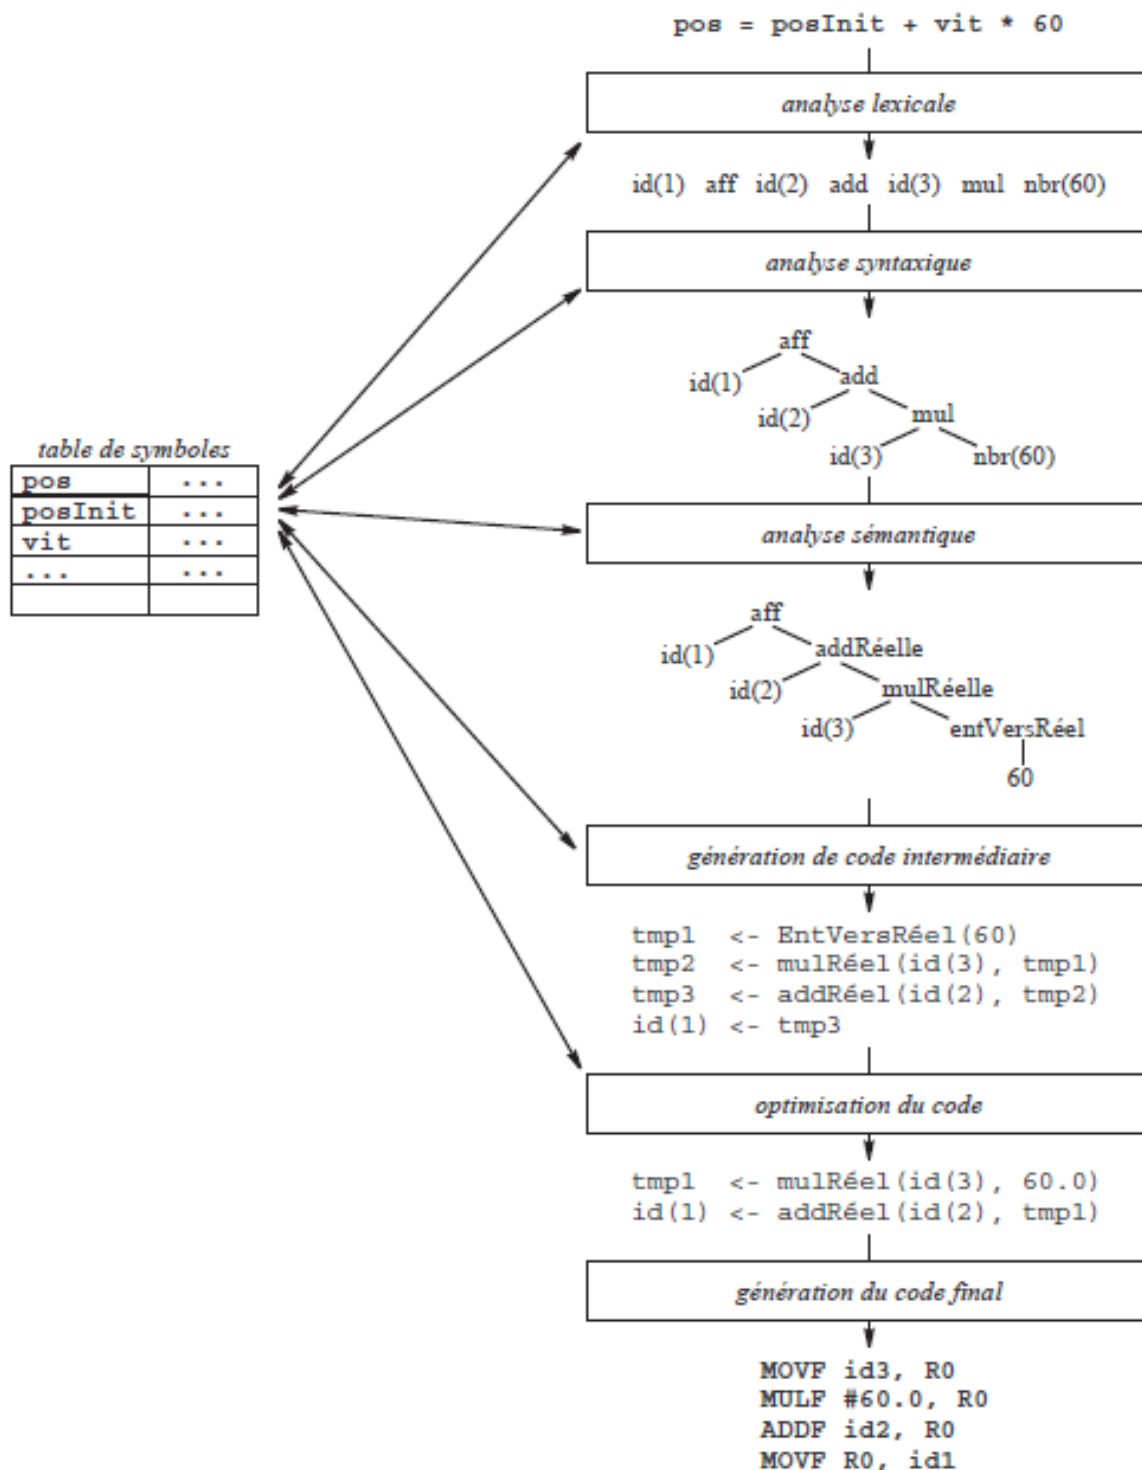 pos = posInit + vit * 60
analyse lexicale
id(1) aff id(2) add id(3) mul nbr(60)
analyse syntaxique
aff
id(1) add
id(2) mul
id(3) nbr(60)
table de symboles
pos ...
posInit ...
vit ...
... ...
analyse sémantique
aff
id(1) addRéelle
id(2) mulRéelle
id(3) entVersRéel
60
génération de code intermédiaire
tmp1 <- EntVersRéel(60)
tmp2 <- mulRéel(id(3), tmp1)
tmp3 <- addRéel(id(2), tmp2)
id(1) <- tmp3
optimisation du code
tmp1 <- mulRéel(id(3), 60.0)
id(1) <- addRéel(id(2), tmp1)
génération du code final
MOVF id3, R0
MULF #60.0, R0
ADDF id2, R0
MOVF R0, id1